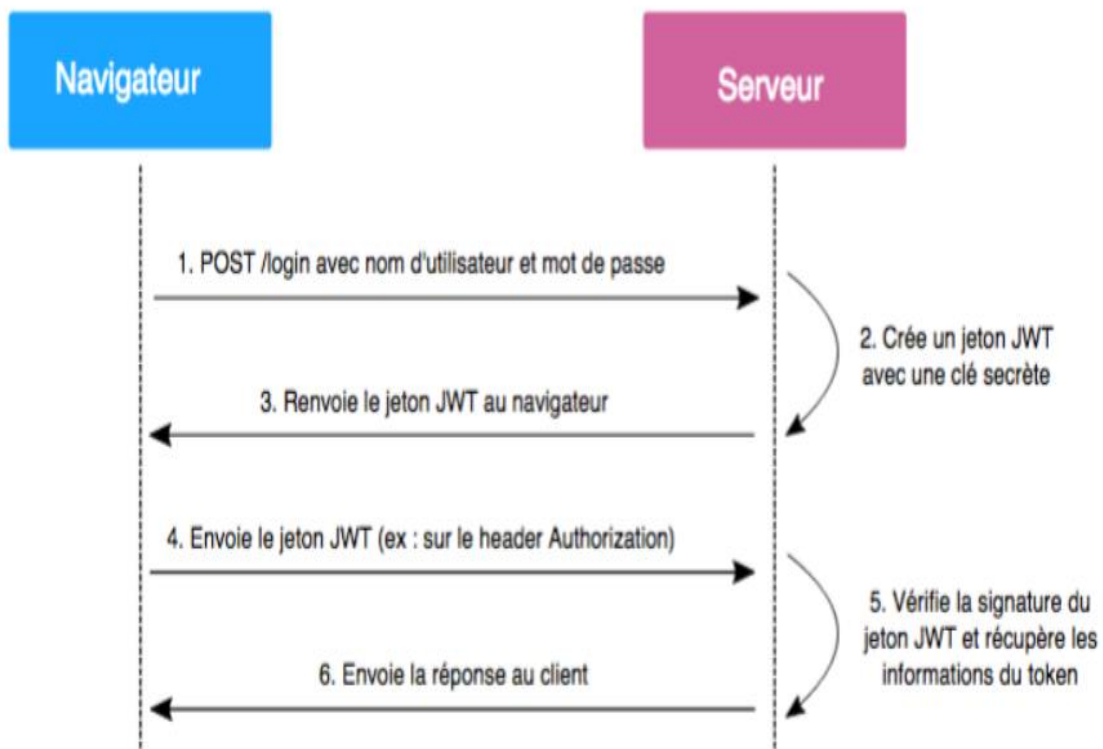 Navigateur
Serveur
1. POST /login avec nom d'utilisateur et mot de passe
2. Crée un jeton JWT
avec une clé secrète
3. Renvoie le jeton JWT au navigateur
4. Envoie le jeton JWT (ex : sur le header Authorization)
5. Vérifie la signature du
jeton JWT et récupère les
informations du token
6. Envoie la réponse au client